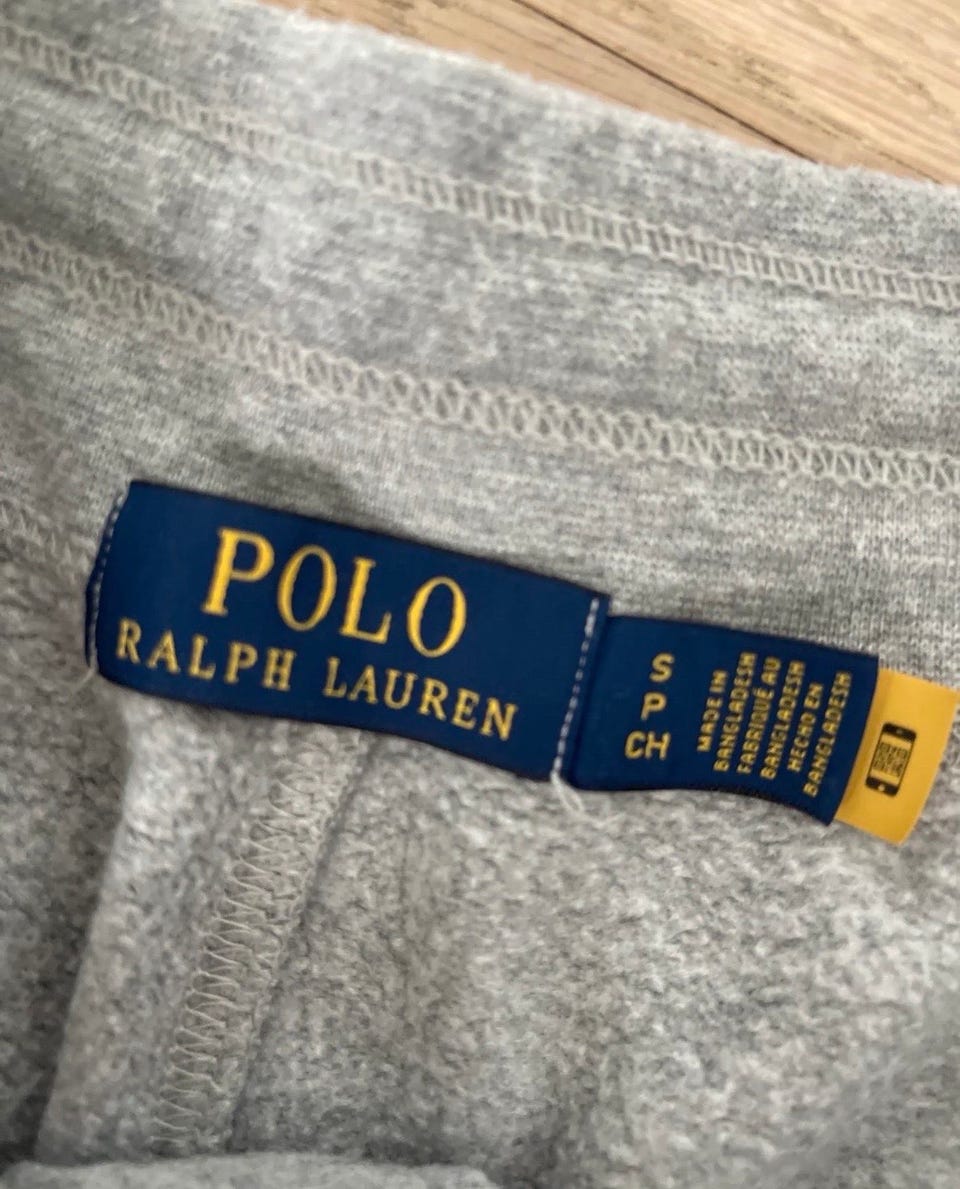 POLO
RALPH LAUREN
S
P
CH
MADE IN
BANGLADESH
FABRIQUÉ AU
BANGLADESH
HECHO EN
BANGLADESH